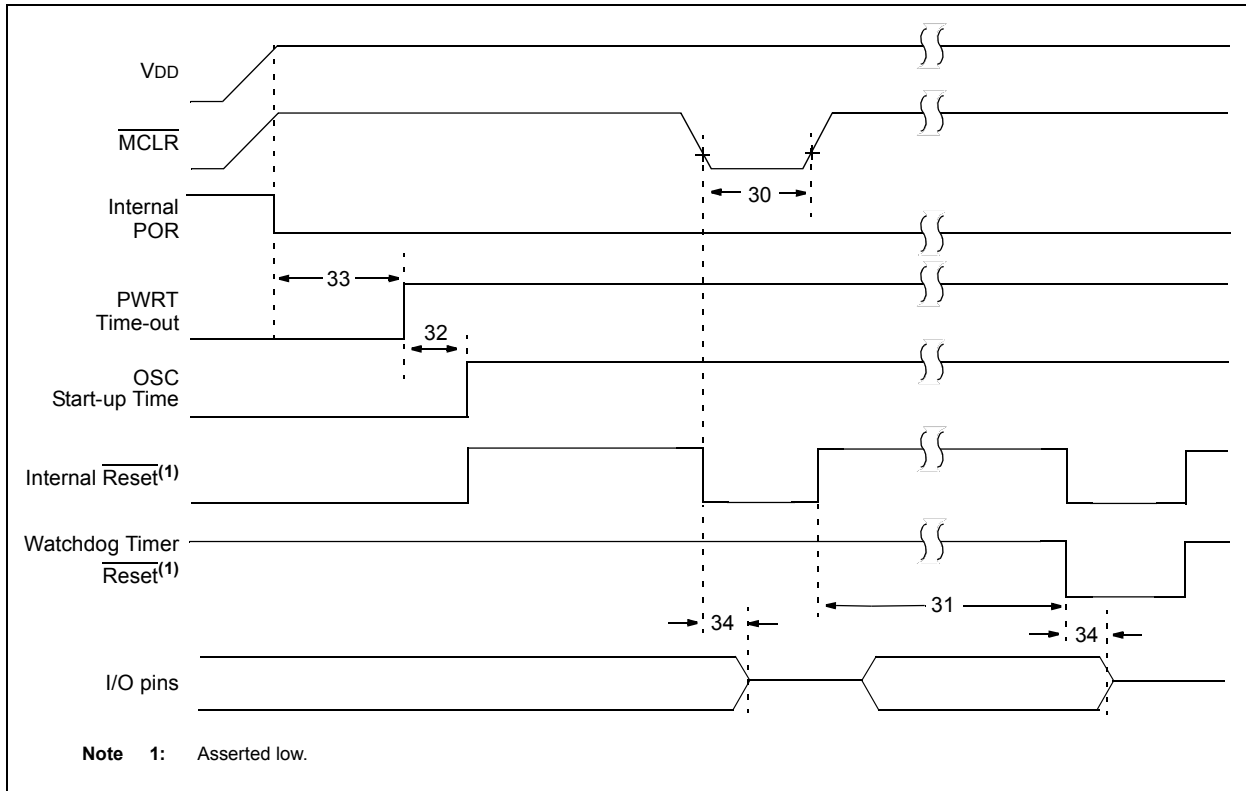 VDD
MCLR
30
Internal
POR
33
PWRT
Time-out
32
OSC
Start-up Time
Internal Reset(1)
Watchdog Timer
Reset(1)
31
34
34
I/O pins
Note 1: Asserted low.